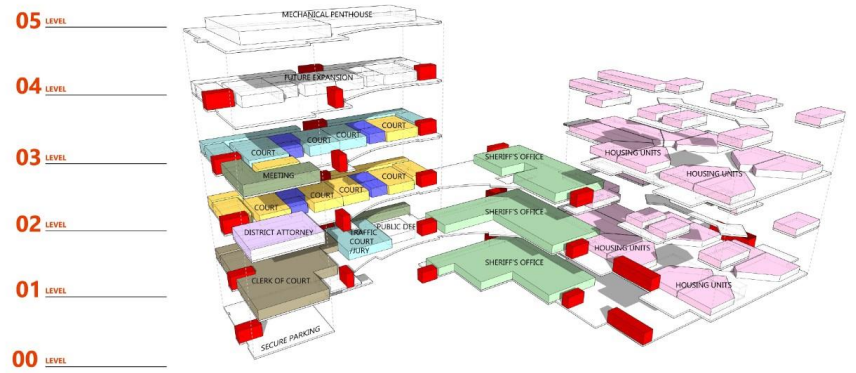 05 LEVEL
MECHANICAL PENTHOUSE
04 LEVEL
FUTURE EXPANSION
03 LEVEL
COURT
COURT
COURT
COURT
MEETING
SHERIFF'S OFFICE
HOUSING UNITS
HOUSING UNITS
02 LEVEL
COURT
COURT
COURT
COURT
DISTRICT ATTORNEY
TRAFFIC
COURT
/JURY
PUBLIC DEF
SHERIFF'S OFFICE
HOUSING UNITS
HOUSING UNITS
01 LEVEL
CLERK OF COURT
SHERIFF'S OFFICE
00 LEVEL
SECURE PARKING